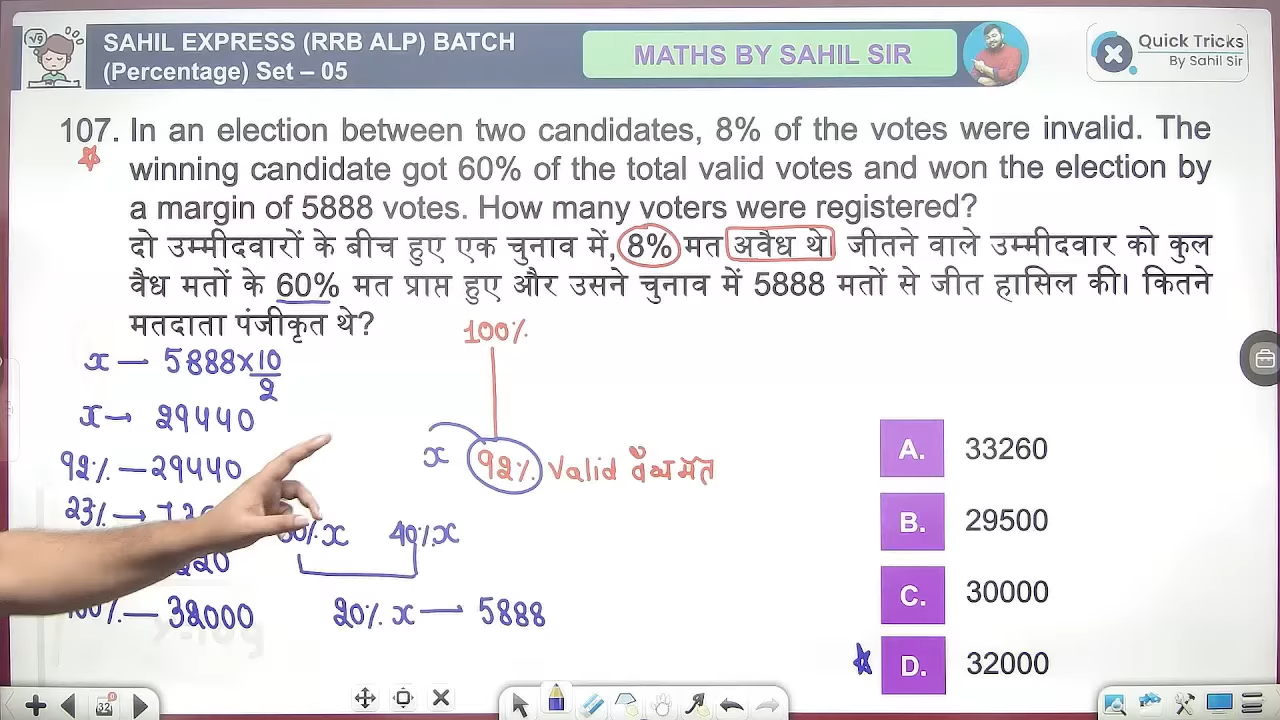 SAHIL EXPRESS (RRB ALP) BATCH
(Percentage) Set – 05
MATHS BY SAHIL SIR
Quick Tricks
By Sahil Sir
107. In an election between two candidates, 8% of the votes were invalid. The
winning candidate got 60% of the total valid votes and won the election by
a margin of 5888 votes. How many voters were registered?
दो उम्मीदवारों के बीच हुए एक चुनाव में, 8% मत अवैध थे। जीतने वाले उम्मीदवार को कुल
वैध मतों के 60% मत प्राप्त हुए और उसने चुनाव में 5888 मतों से जीत हासिल की। कितने
मतदाता पंजीकृत थे?
100%
x — 5888×10/2
x → 29440
x 92% Valid वैध मत
92% — 29440
23% →
%x 40%x
— 32000
20% x — 5888
A. 33260
B. 29500
C. 30000
D. 32000
32